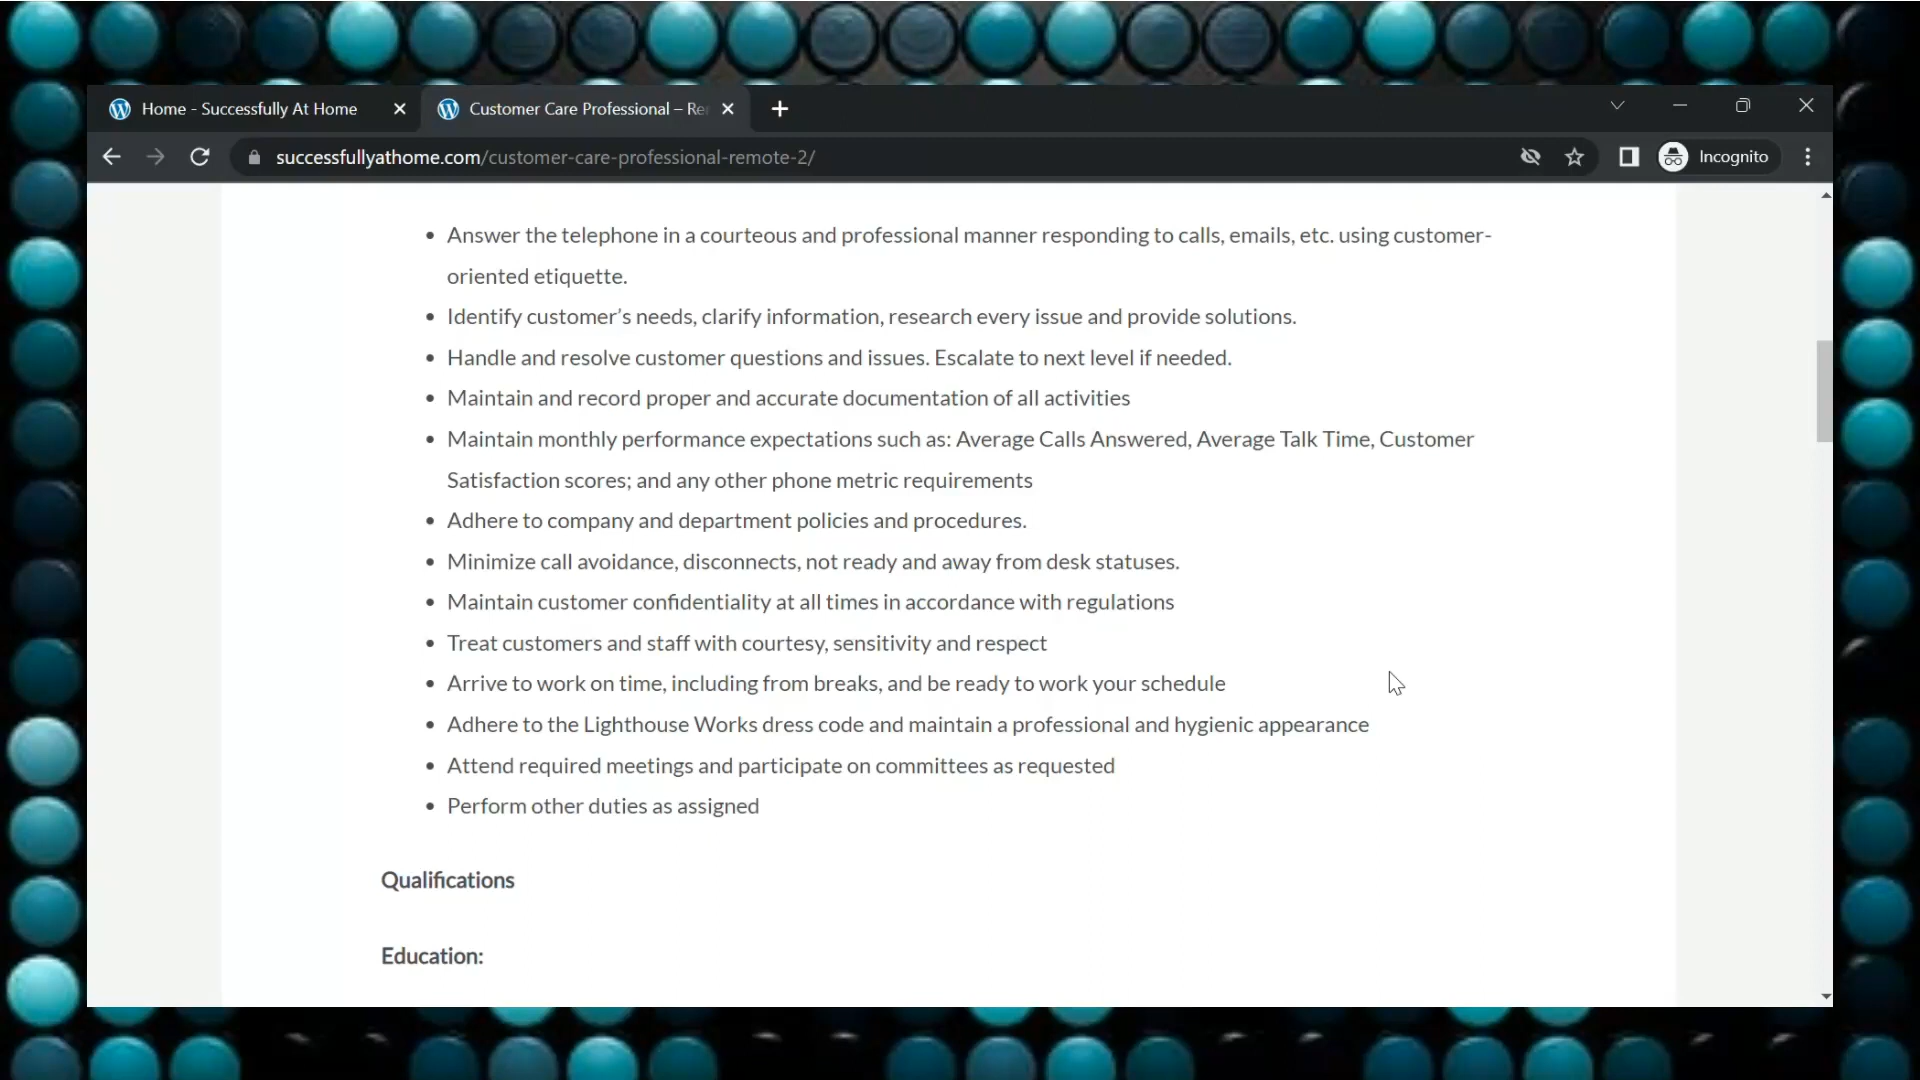 Home - Successfully At Home
Customer Care Professional – Re
successfullyathome.com/customer-care-professional-remote-2/
Incognito
• Answer the telephone in a courteous and professional manner responding to calls, emails, etc. using customer-
oriented etiquette.
• Identify customer’s needs, clarify information, research every issue and provide solutions.
• Handle and resolve customer questions and issues. Escalate to next level if needed.
• Maintain and record proper and accurate documentation of all activities
• Maintain monthly performance expectations such as: Average Calls Answered, Average Talk Time, Customer
Satisfaction scores; and any other phone metric requirements
• Adhere to company and department policies and procedures.
• Minimize call avoidance, disconnects, not ready and away from desk statuses.
• Maintain customer confidentiality at all times in accordance with regulations
• Treat customers and staff with courtesy, sensitivity and respect
• Arrive to work on time, including from breaks, and be ready to work your schedule
• Adhere to the Lighthouse Works dress code and maintain a professional and hygienic appearance
• Attend required meetings and participate on committees as requested
• Perform other duties as assigned
Qualifications
Education: